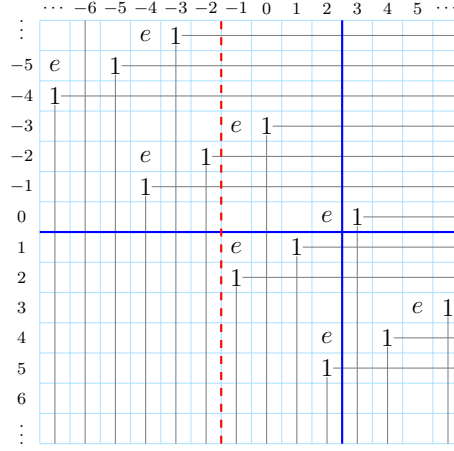 ⋯ −6 −5 −4 −3 −2 −1 0 1 2 3 4 5 ⋯
⋮ e 1
−5 e 1
−4 1
−3 e 1
−2 e 1
−1 1
0 e 1
1 e 1
2 1
3 e 1
4 e 1
5 1
6
⋮